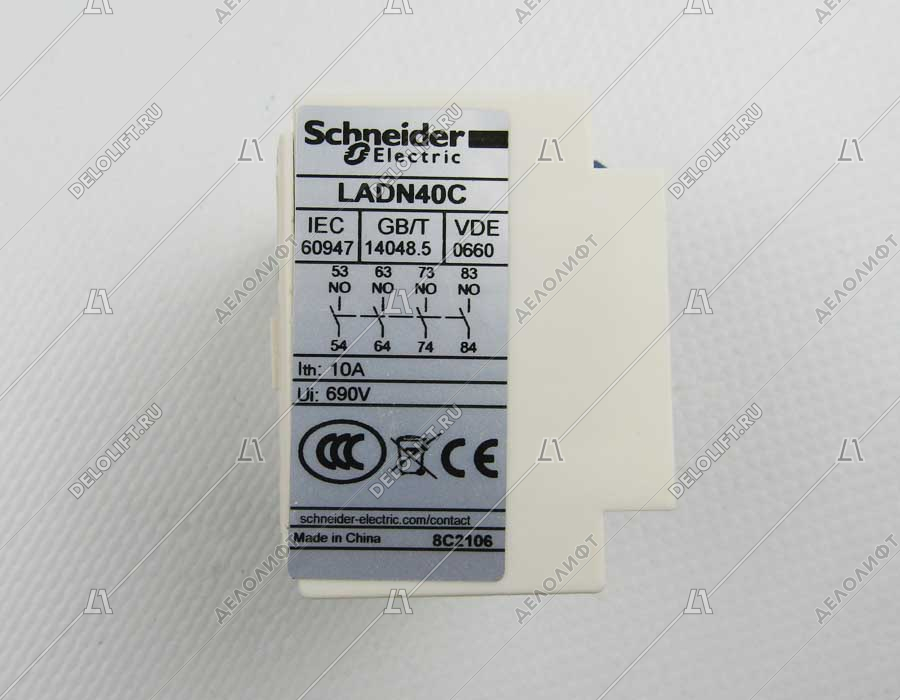 Schneider
Electric
LADN40C
IEC GB/T VDE
60947 14048.5 0660
53 63 73 83
NO NO NO NO
54 64 74 84
Ith: 10A
Ui: 690V
CCC CE
schneider-electric.com/contact
Made in China 8C2106
DELOLIFT.RU
ДЕЛОЛИФТ